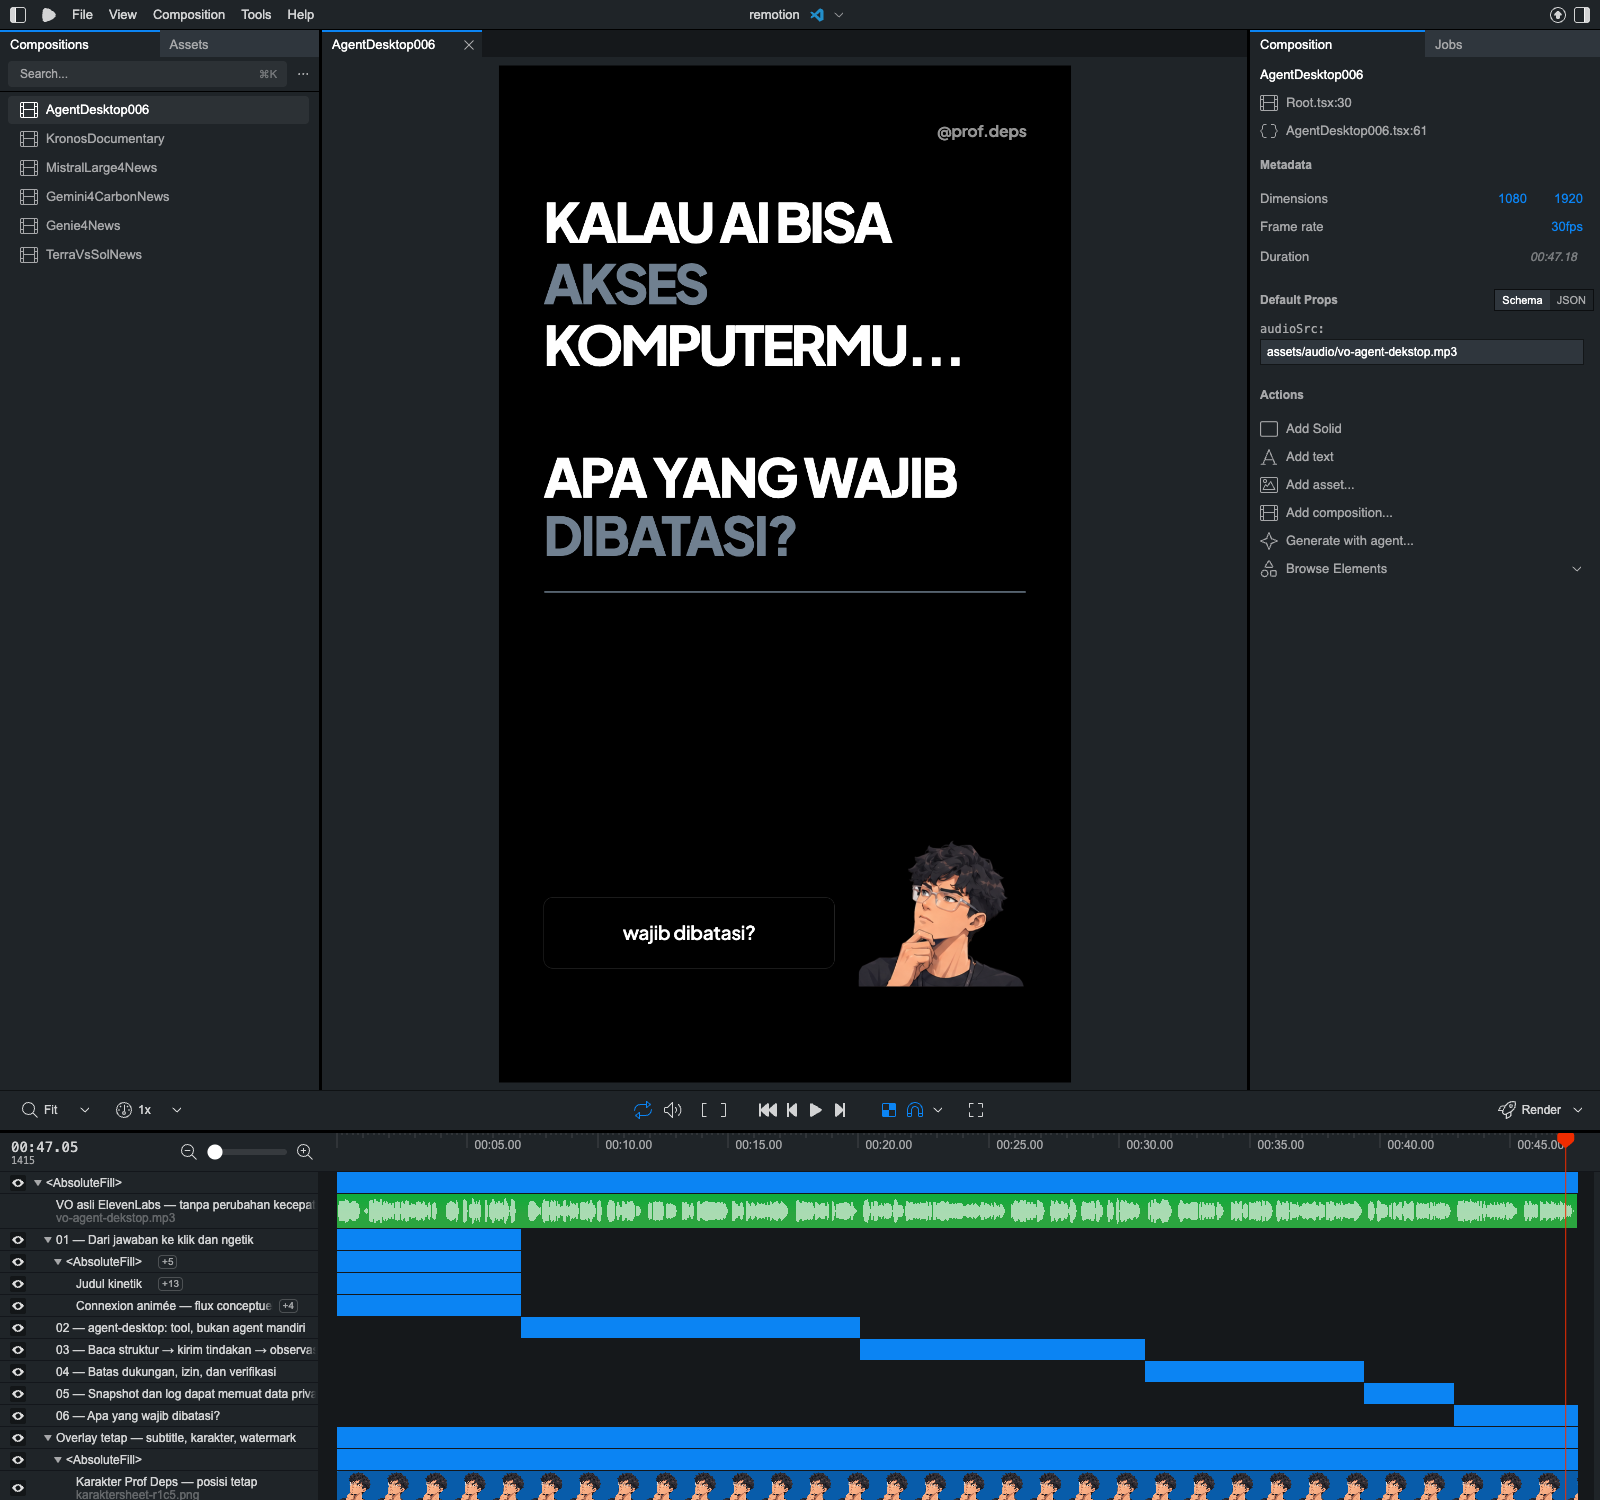 File View Composition Tools Help
remotion
Compositions Assets
Search... ⌘K
AgentDesktop006
KronosDocumentary
MistralLarge4News
Gemini4CarbonNews
Genie4News
TerraVsSolNews
AgentDesktop006
@prof.deps
KALAU AI BISA
AKSES
KOMPUTERMU...
APA YANG WAJIB
DIBATASI?
wajib dibatasi?
Composition Jobs
AgentDesktop006
Root.tsx:30
AgentDesktop006.tsx:61
Metadata
Dimensions 1080 1920
Frame rate 30fps
Duration 00:47.18
Default Props Schema JSON
audioSrc:
assets/audio/vo-agent-dekstop.mp3
Actions
Add Solid
Add text
Add asset...
Add composition...
Generate with agent...
Browse Elements
Fit 1x Render
00:47.05
1415
00:05.00 00:10.00 00:15.00 00:20.00 00:25.00 00:30.00 00:35.00 00:40.00 00:45.00
<AbsoluteFill>
VO asli ElevenLabs — tanpa perubahan kecepat
vo-agent-dekstop.mp3
01 — Dari jawaban ke klik dan ngetik
<AbsoluteFill> +5
Judul kinetik +13
Connexion animée — flux conceptue +4
02 — agent-desktop: tool, bukan agent mandiri
03 — Baca struktur → kirim tindakan → observa
04 — Batas dukungan, izin, dan verifikasi
05 — Snapshot dan log dapat memuat data priva
06 — Apa yang wajib dibatasi?
Overlay tetap — subtitle, karakter, watermark
<AbsoluteFill>
Karakter Prof Deps — posisi tetap
karaktersheet-r1c5.png